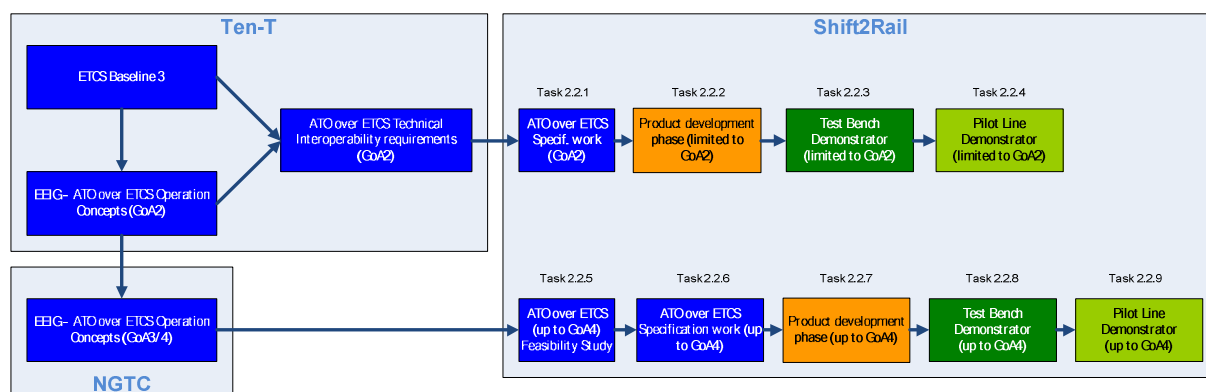 Ten-T
ETCS Baseline 3
ATO over ETCS Technical
Interoperability requirements
(GoA2)
EEIG– ATO over ETCS Operation
Concepts (GoA2)
EEIG– ATO over ETCS Operation
Concepts (GoA3/4)
NGTC
Shift2Rail
Task 2.2.1
ATO over ETCS
Specif. work
(GoA2)
Task 2.2.2
Product development
phase (limited to
GoA2)
Task 2.2.3
Test Bench
Demonstrator
(limited to GoA2)
Task 2.2.4
Pilot Line
Demonstrator
(limited to GoA2)
Task 2.2.5
ATO over ETCS
(up to GoA4)
Feasibility Study
Task 2.2.6
ATO over ETCS
Specification work (up
to GoA4)
Task 2.2.7
Product development
phase (up to GoA4)
Task 2.2.8
Test Bench
Demonstrator
(up to GoA4)
Task 2.2.9
Pilot Line
Demonstrator
(up to GoA4)